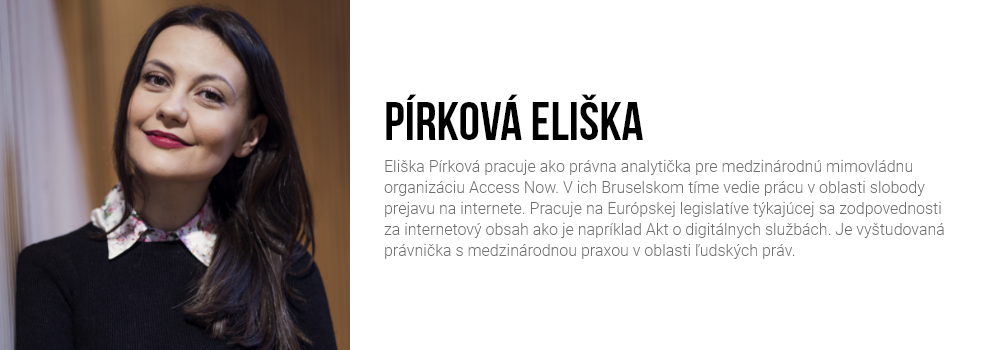 PÍRKOVÁ ELIŠKA
Eliška Pírková pracuje ako právna analytička pre medzinárodnú mimovládnu
organizáciu Access Now. V ich Bruselskom tíme vedie prácu v oblasti slobody
prejavu na internete. Pracuje na Európskej legislatíve týkajúcej sa zodpovednosti
za internetový obsah ako je napríklad Akt o digitálnych službách. Je vyštudovaná
právnička s medzinárodnou praxou v oblasti ľudských práv.